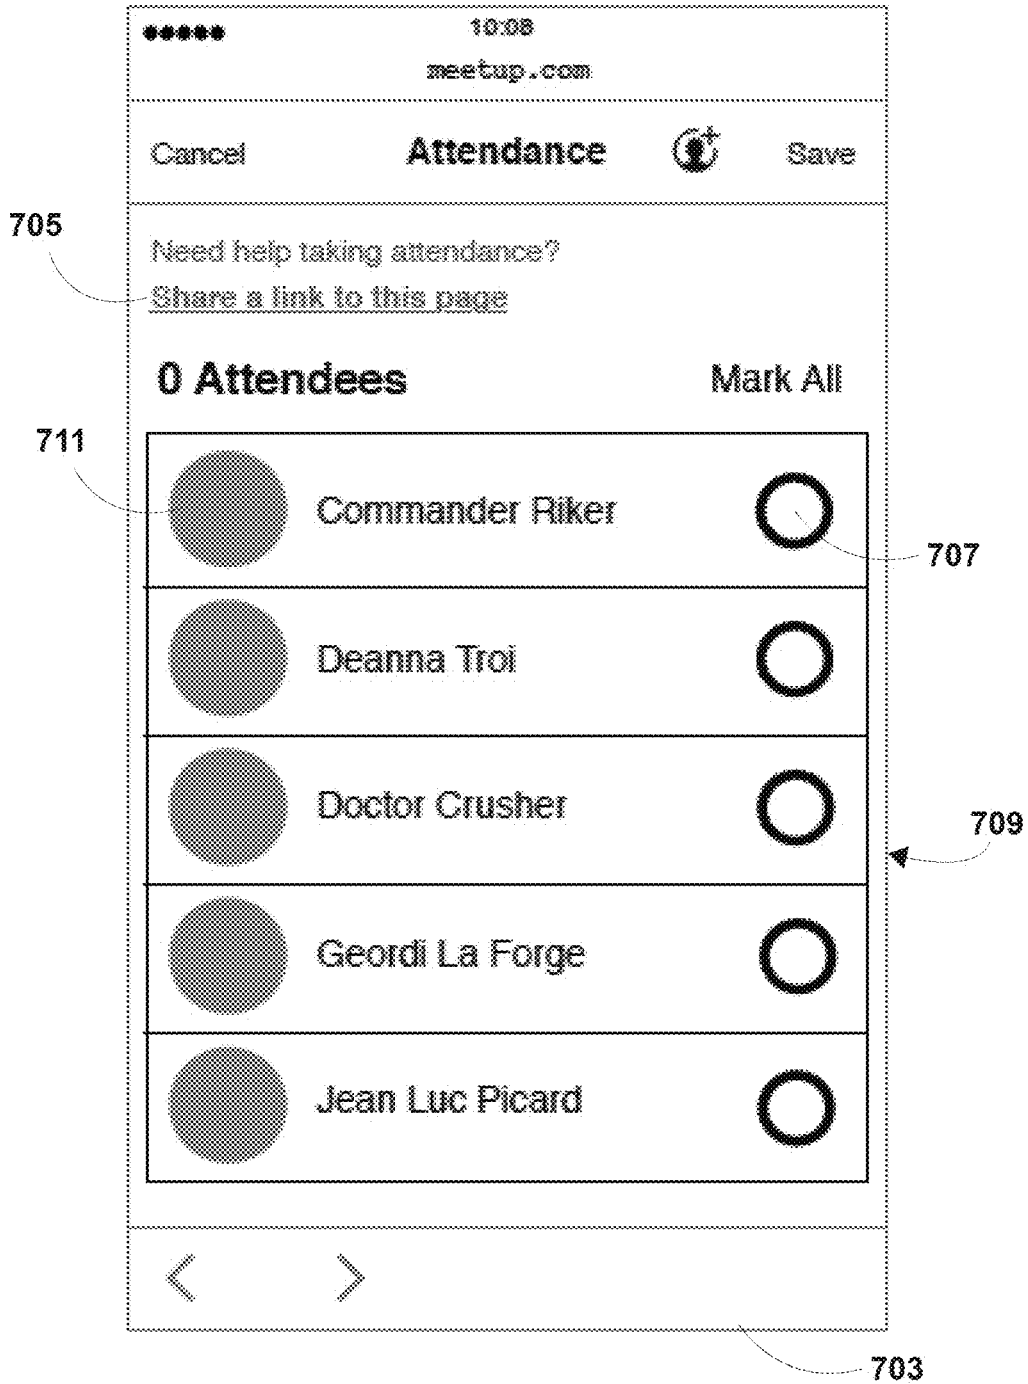 10:08
meetup.com
Cancel Attendance Save
705
Need help taking attendance?
Share a link to this page
0 Attendees Mark All
711
Commander Riker
707
Deanna Troi
Doctor Crusher
709
Geordi La Forge
Jean Luc Picard
703